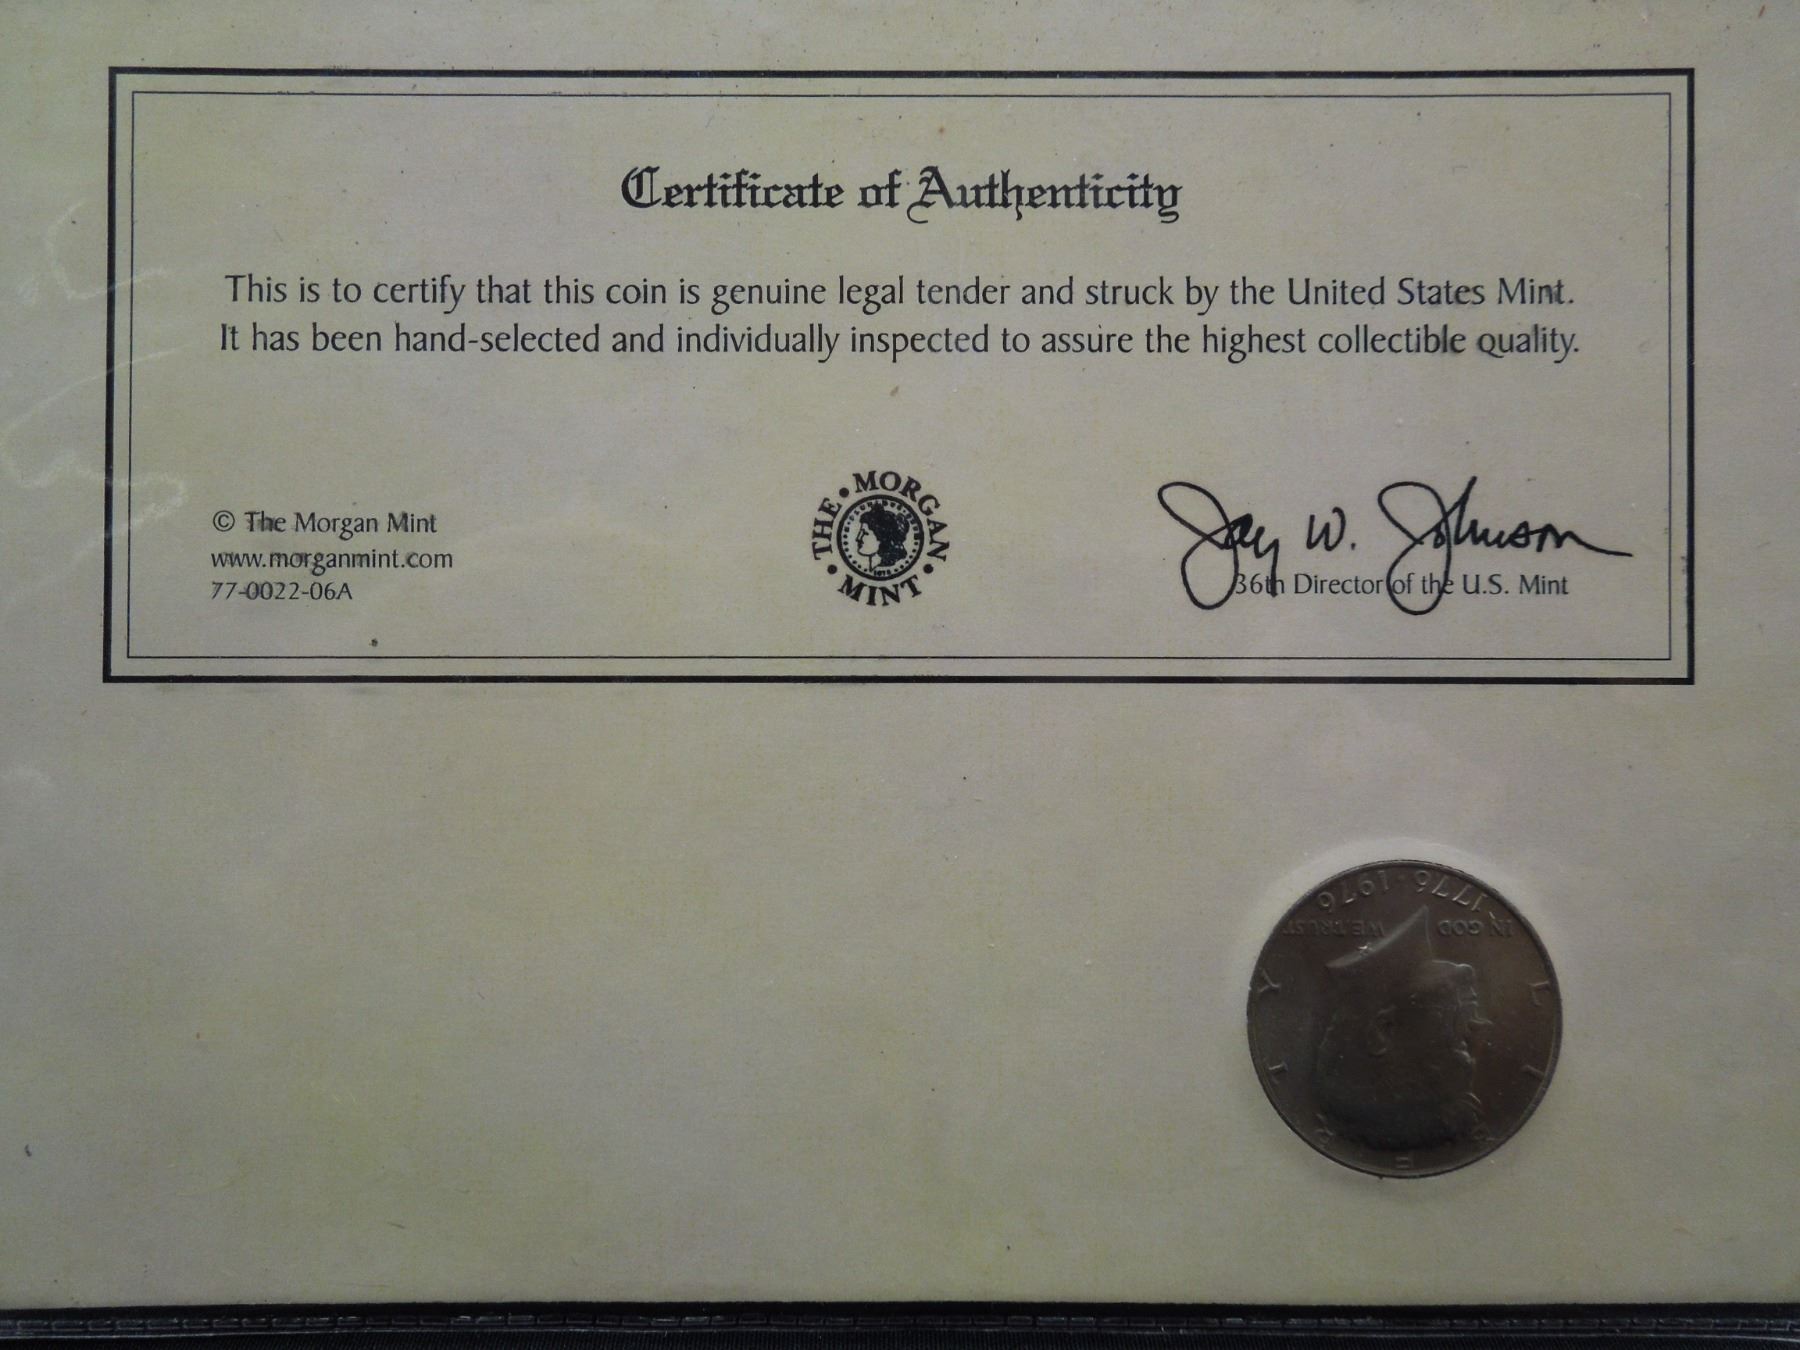 Certificate of Authenticity
This is to certify that this coin is genuine legal tender and struck by the United States Mint.
It has been hand-selected and individually inspected to assure the highest collectible quality.
© The Morgan Mint
www.morganmint.com
77-0022-06A
THE • MORGAN • MINT •
Jay W. Johnson
36th Director of the U.S. Mint
LIBERTY
IN GOD WE TRUST
1776 · 1976